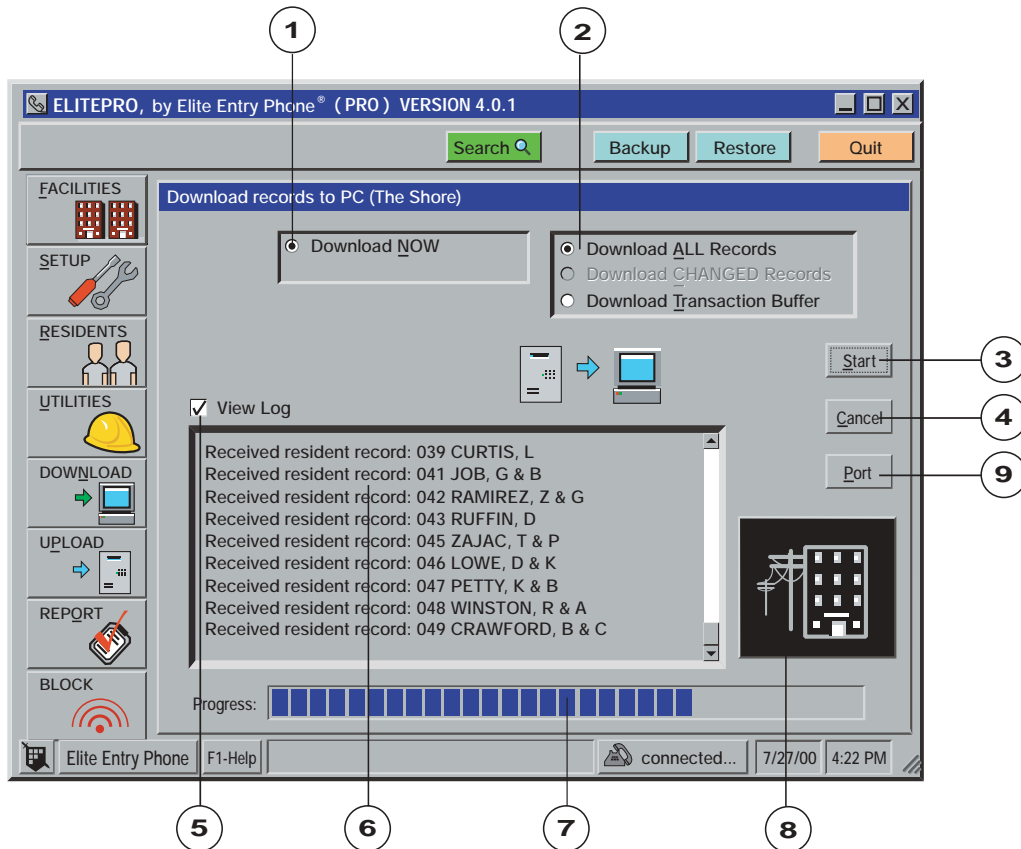 1
2
ELITEPRO, by Elite Entry Phone® (PRO) VERSION 4.0.1
Search
Backup
Restore
Quit
FACILITIES
SETUP
RESIDENTS
UTILITIES
DOWNLOAD
UPLOAD
REPORT
BLOCK
Download records to PC (The Shore)
Download NOW
Download ALL Records
Download CHANGED Records
Download Transaction Buffer
Start
3
Cancel
4
Port
9
View Log
Received resident record: 039 CURTIS, L
Received resident record: 041 JOB, G & B
Received resident record: 042 RAMIREZ, Z & G
Received resident record: 043 RUFFIN, D
Received resident record: 045 ZAJAC, T & P
Received resident record: 046 LOWE, D & K
Received resident record: 047 PETTY, K & B
Received resident record: 048 WINSTON, R & A
Received resident record: 049 CRAWFORD, B & C
Progress:
Elite Entry Phone
F1-Help
connected...
7/27/00
4:22 PM
5
6
7
8